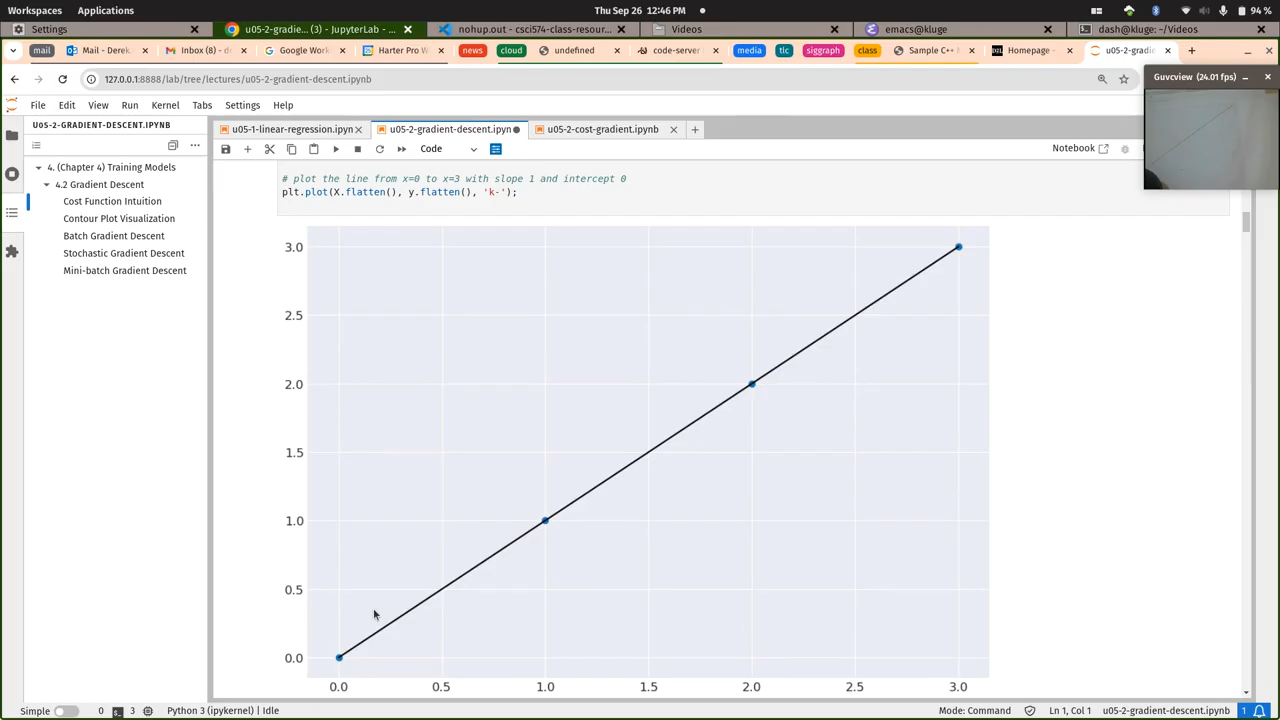 Workspaces Applications Thu Sep 26 12:46 PM 94 %
Settings u05-2-gradie... (3) - JupyterLab - ... nohup.out - csci574-class-resour... Videos emacs@kluge dash@kluge: ~/Videos
mail Mail - Derek. Inbox (8) - d Google Work Harter Pro W news cloud undefined code-server media tlc siggraph class Sample C++ M Homepage - u05-2-gradi
127.0.0.1:8888/lab/tree/lectures/u05-2-gradient-descent.ipynb
Guvcview (24.01 fps)
File Edit View Run Kernel Tabs Settings Help
U05-2-GRADIENT-DESCENT.IPYNB
u05-1-linear-regression.ipyn u05-2-gradient-descent.ipyn u05-2-cost-gradient.ipynb
Code Notebook
4. (Chapter 4) Training Models
4.2 Gradient Descent
Cost Function Intuition
Contour Plot Visualization
Batch Gradient Descent
Stochastic Gradient Descent
Mini-batch Gradient Descent
# plot the line from x=0 to x=3 with slope 1 and intercept 0
plt.plot(X.flatten(), y.flatten(), 'k-');
3.0
2.5
2.0
1.5
1.0
0.5
0.0
0.0 0.5 1.0 1.5 2.0 2.5 3.0
Simple 0 3 Python 3 (ipykernel) | Idle Mode: Command Ln 1, Col 1 u05-2-gradient-descent.ipynb 1